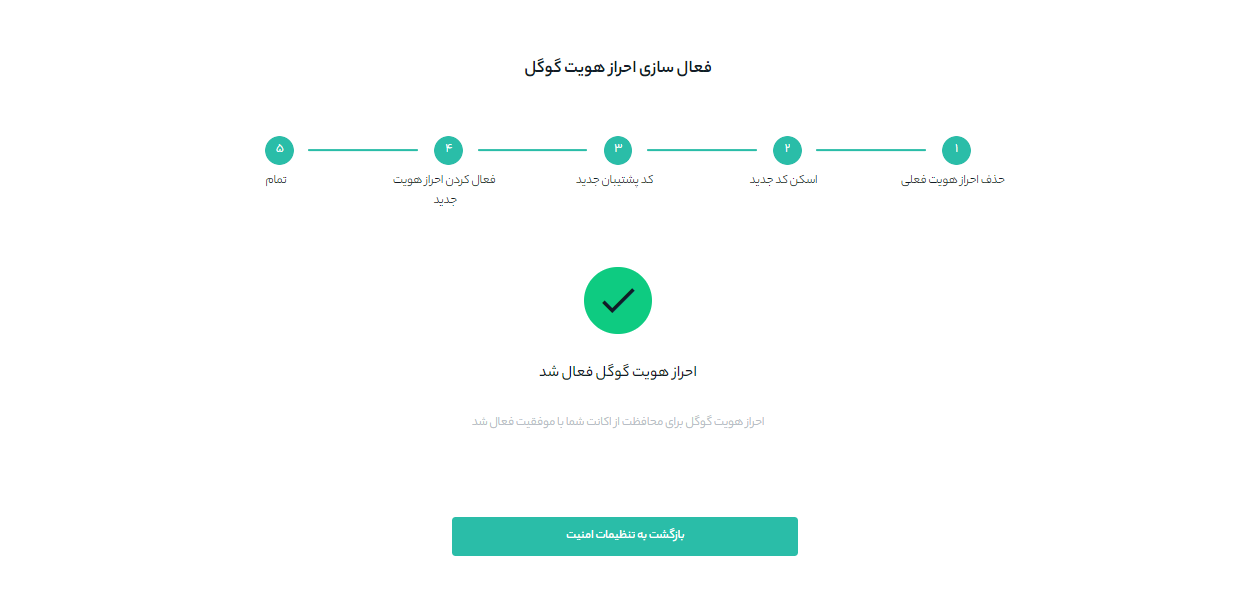 فعال سازی احراز هویت گوگل
۱
۲
۳
۴
۵
حذف احراز هویت فعلی
اسکن کد جدید
کد پشتیبان جدید
فعال کردن احراز هویت
جدید
تمام
احراز هویت گوگل فعال شد
احراز هویت گوگل برای محافظت از اکانت شما با موفقیت فعال شد
بازگشت به تنظیمات امنیت